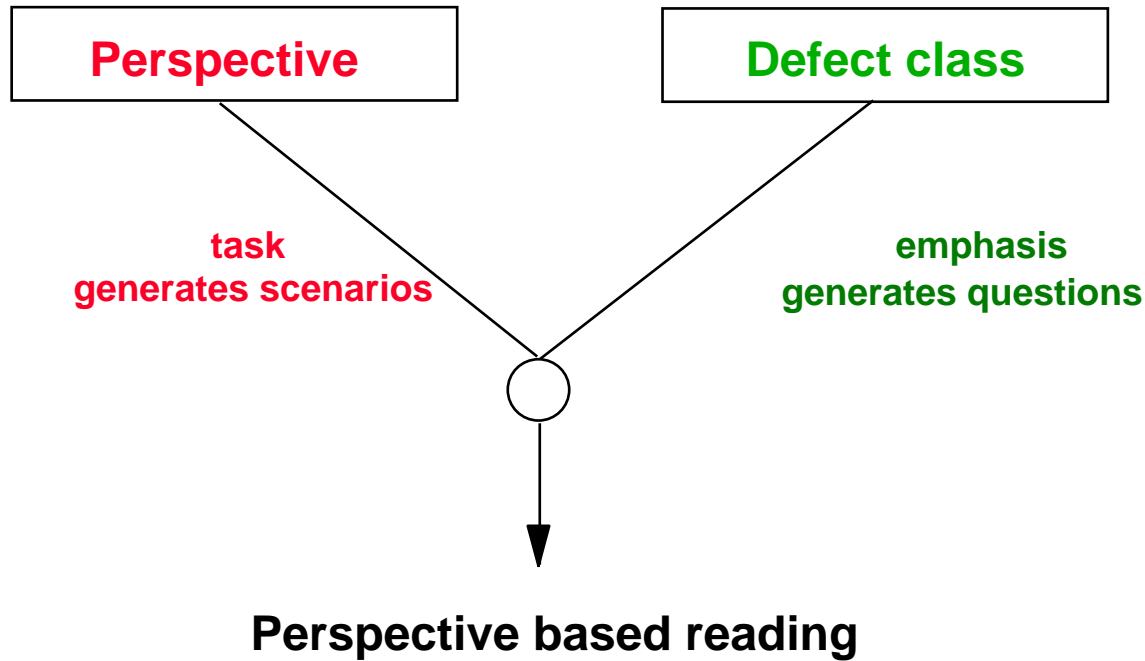 Perspective
Defect class
task
generates scenarios
emphasis
generates questions
Perspective based reading